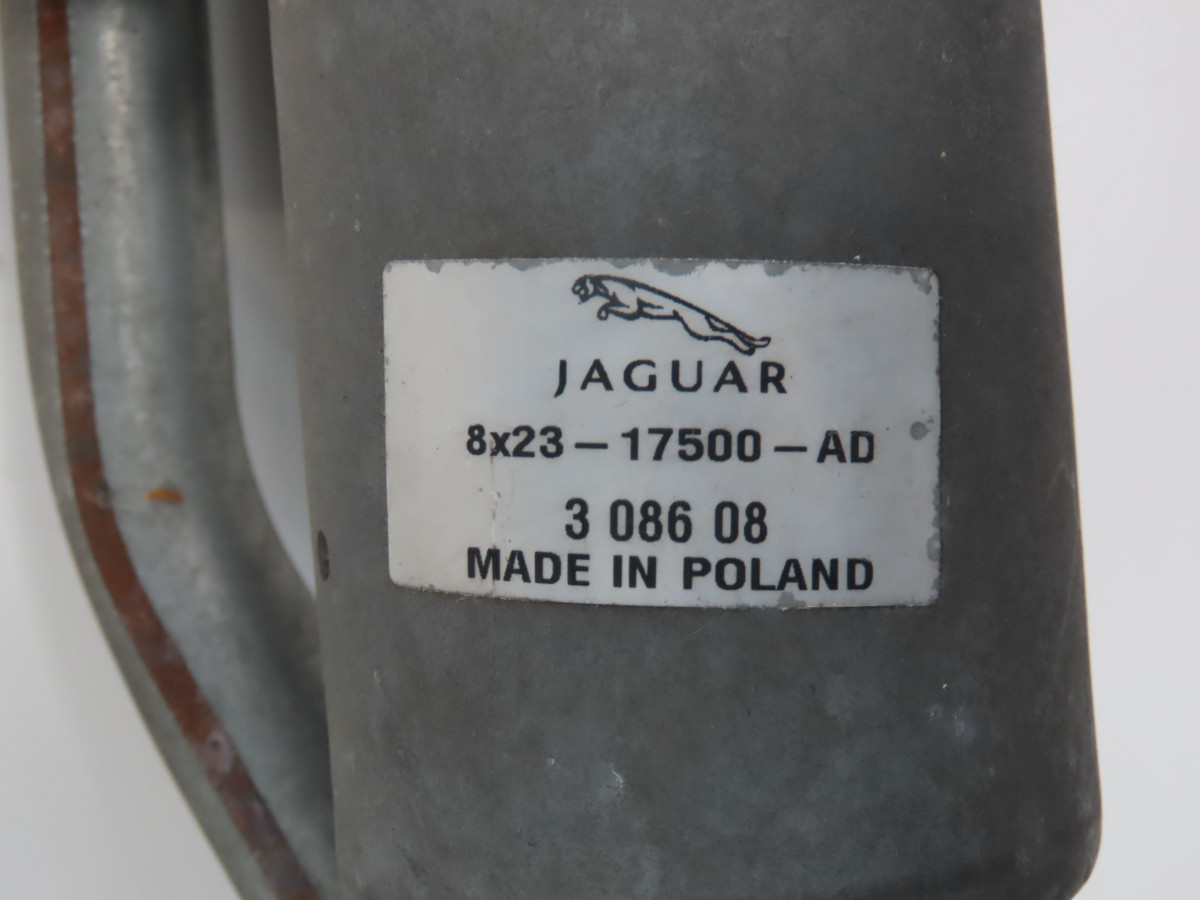 JAGUAR
8x23-17500-AD
3 086 08
MADE IN POLAND